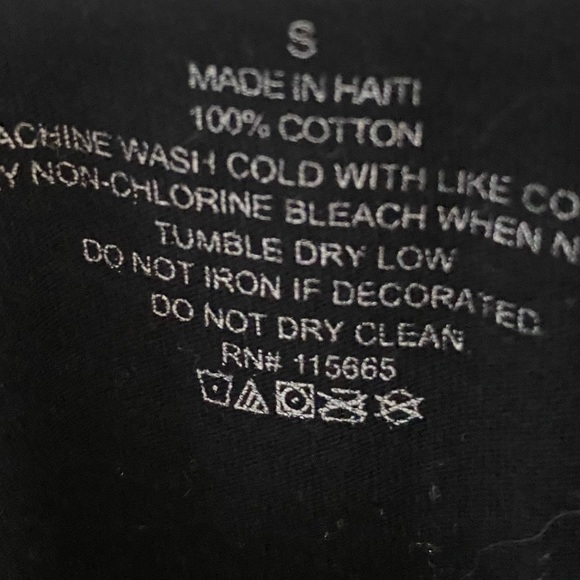 S
MADE IN HAITI
100% COTTON
ACHINE WASH COLD WITH LIKE CO
Y NON-CHLORINE BLEACH WHEN N
TUMBLE DRY LOW
DO NOT IRON IF DECORATED
DO NOT DRY CLEAN
RN# 115665